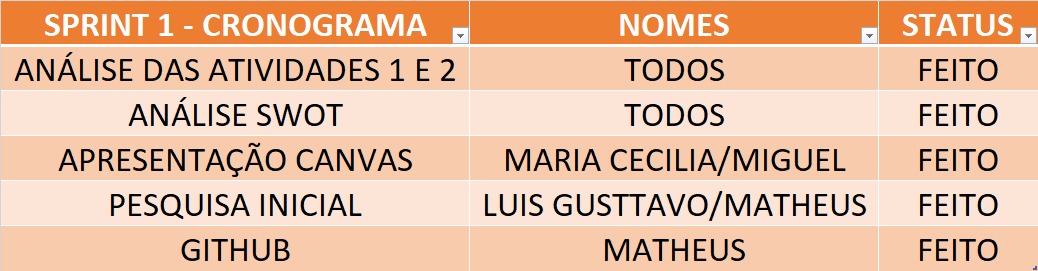 SPRINT 1 - CRONOGRAMA NOMES STATUS
ANÁLISE DAS ATIVIDADES 1 E 2 TODOS FEITO
ANÁLISE SWOT TODOS FEITO
APRESENTAÇÃO CANVAS MARIA CECILIA/MIGUEL FEITO
PESQUISA INICIAL LUIS GUSTTAVO/MATHEUS FEITO
GITHUB MATHEUS FEITO